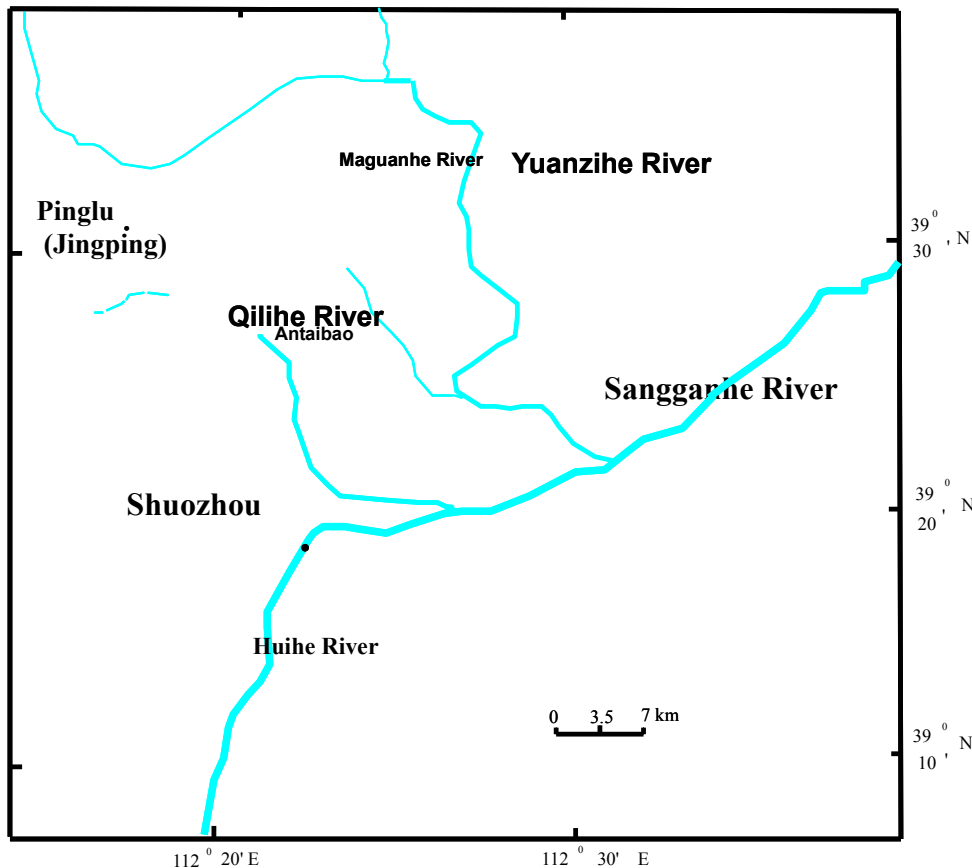 Maguanhe River
Yuanzihe River
Pinglu
(Jingping)
39° 30' N
Qilihe River
Antaibao
Sangganhe River
Shuozhou
39° 20' N
Huihe River
0 3.5 7 km
39° 10' N
112° 20' E
112° 30' E